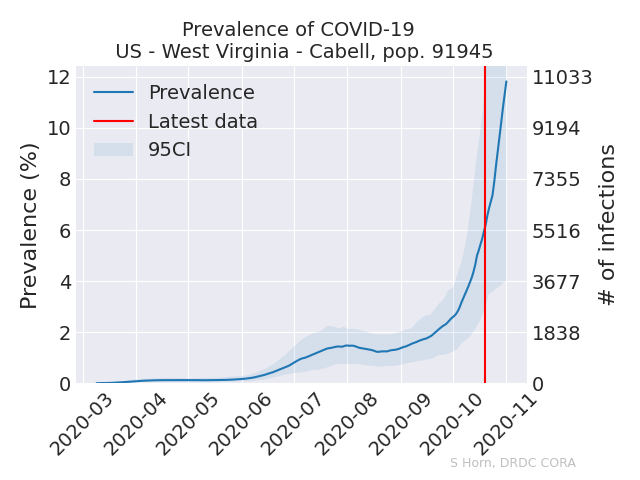 Prevalence of COVID-19
US - West Virginia - Cabell, pop. 91945
Prevalence
Latest data
95CI
Prevalence (%)
12
10
8
6
4
2
0
11033
9194
7355
5516
3677
1838
0
# of infections
2020-03
2020-04
2020-05
2020-06
2020-07
2020-08
2020-09
2020-10
2020-11
S Horn, DRDC CORA